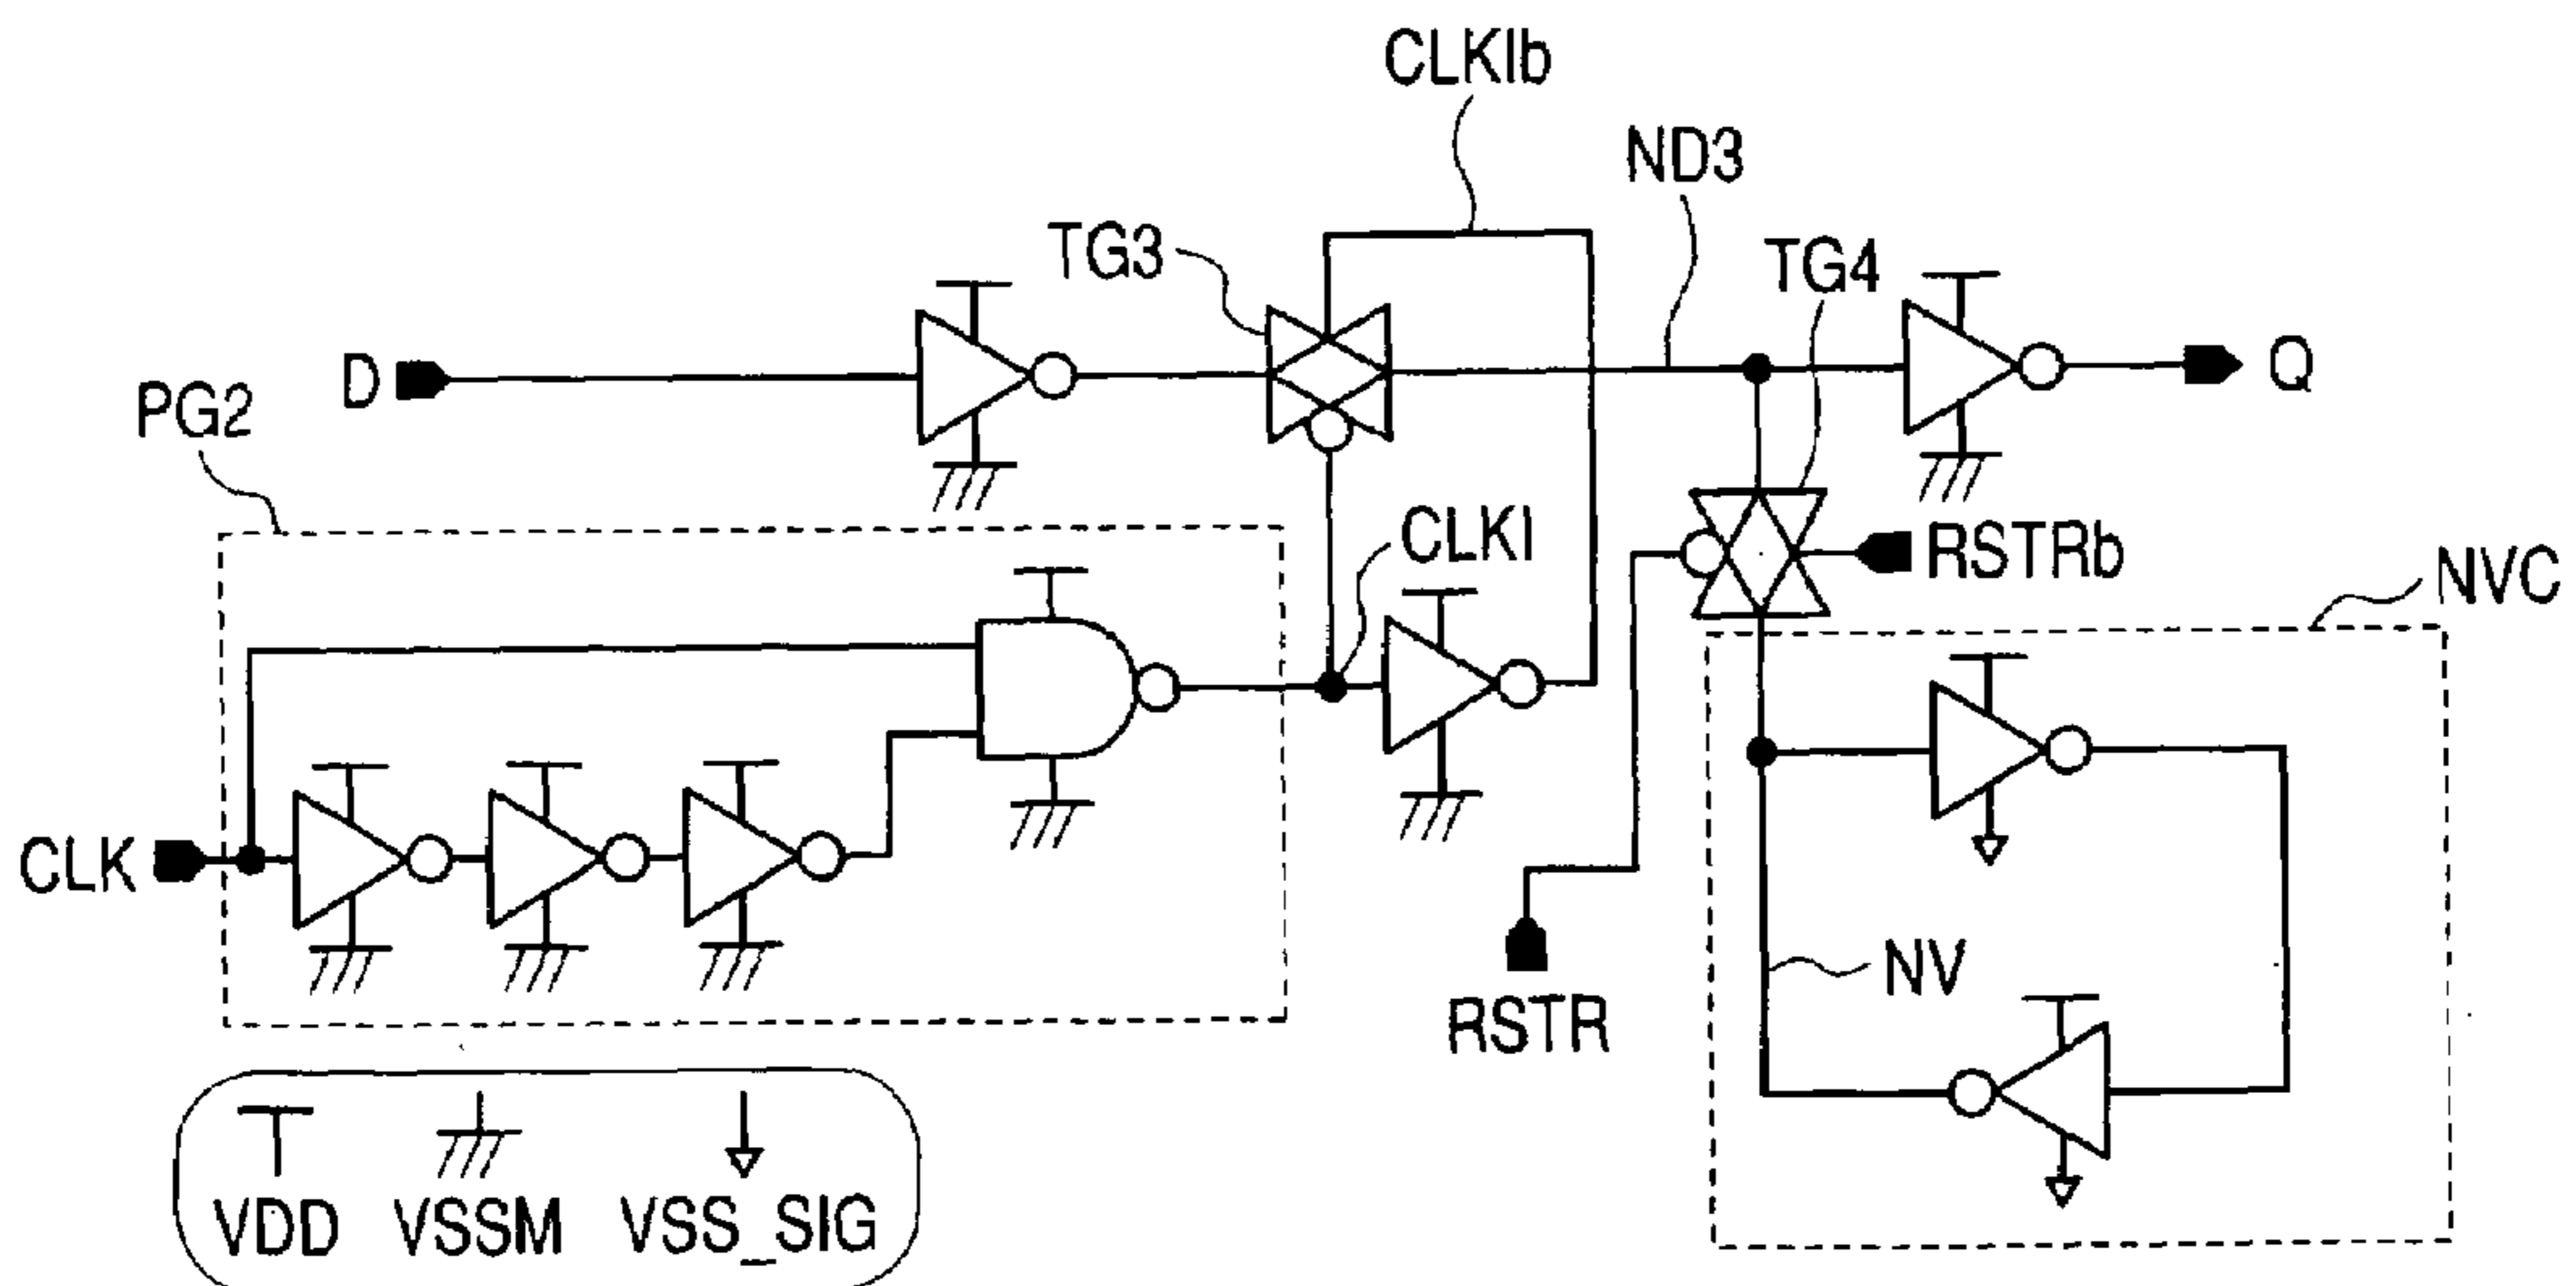 CLKIb
ND3
TG3
TG4
D
Q
PG2
CLKI
RSTRb
NVC
CLK
NV
RSTR
VDD
VSSM
VSS_SIG